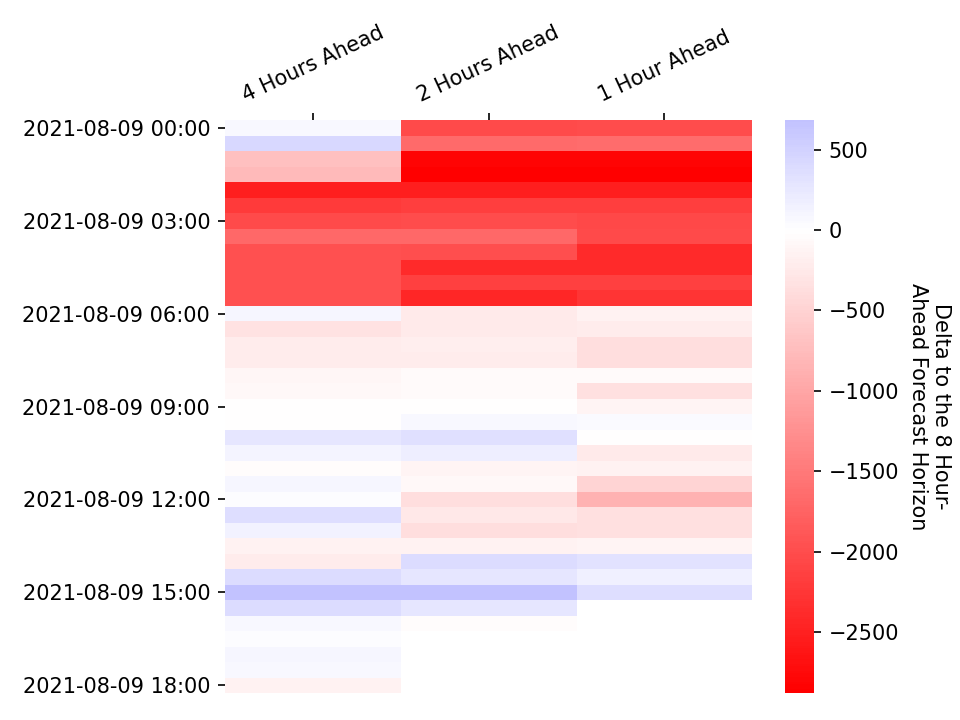 4 Hours Ahead
2 Hours Ahead
1 Hour Ahead
2021-08-09 00:00
2021-08-09 03:00
2021-08-09 06:00
2021-08-09 09:00
2021-08-09 12:00
2021-08-09 15:00
2021-08-09 18:00
500
0
−500
−1000
−1500
−2000
−2500
Delta to the 8 Hour-
Ahead Forecast Horizon